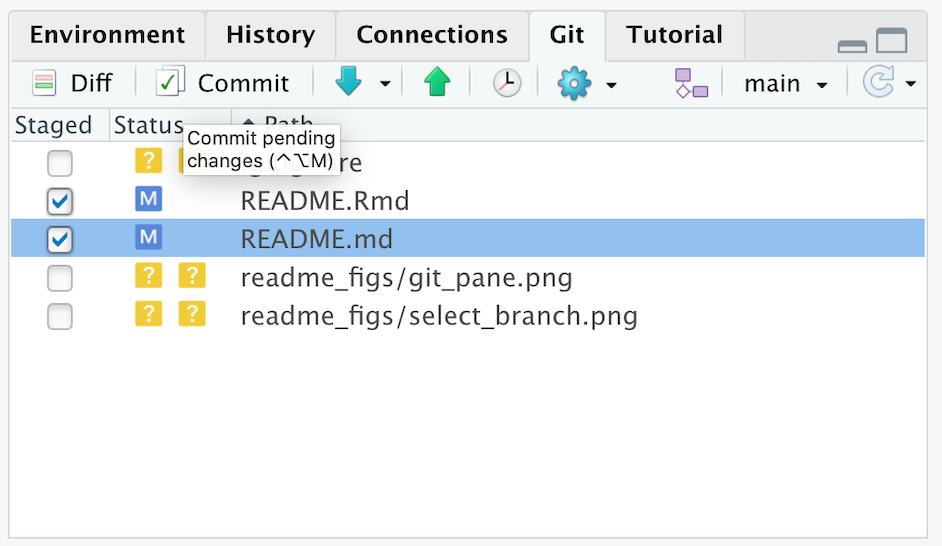 Environment History Connections Git Tutorial
Diff Commit main
Staged Status Path
Commit pending
changes (⌃⌥M)
? ?
M README.Rmd
M README.md
? ? readme_figs/git_pane.png
? ? readme_figs/select_branch.png